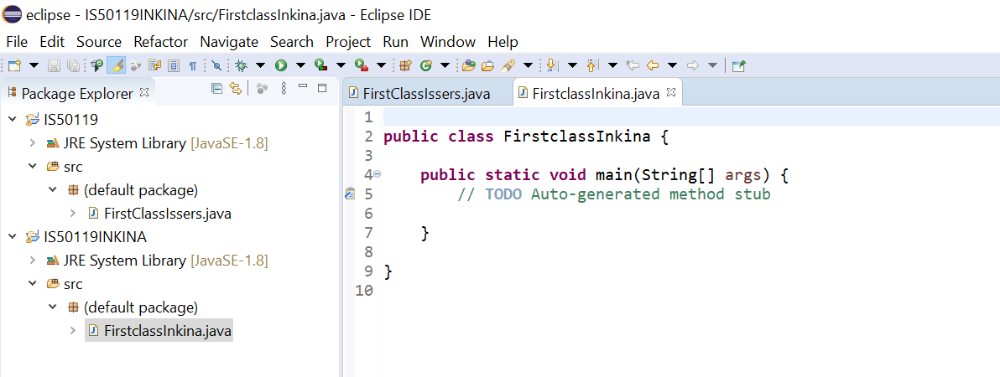 eclipse - IS50119INKINA/src/FirstclassInkina.java - Eclipse IDE
File Edit Source Refactor Navigate Search Project Run Window Help
Package Explorer
IS50119
JRE System Library [JavaSE-1.8]
src
(default package)
FirstClassIssers.java
IS50119INKINA
JRE System Library [JavaSE-1.8]
src
(default package)
FirstclassInkina.java
FirstClassIssers.java FirstclassInkina.java
1
2 public class FirstclassInkina {
3
4 public static void main(String[] args) {
5 // TODO Auto-generated method stub
6
7 }
8
9 }
10